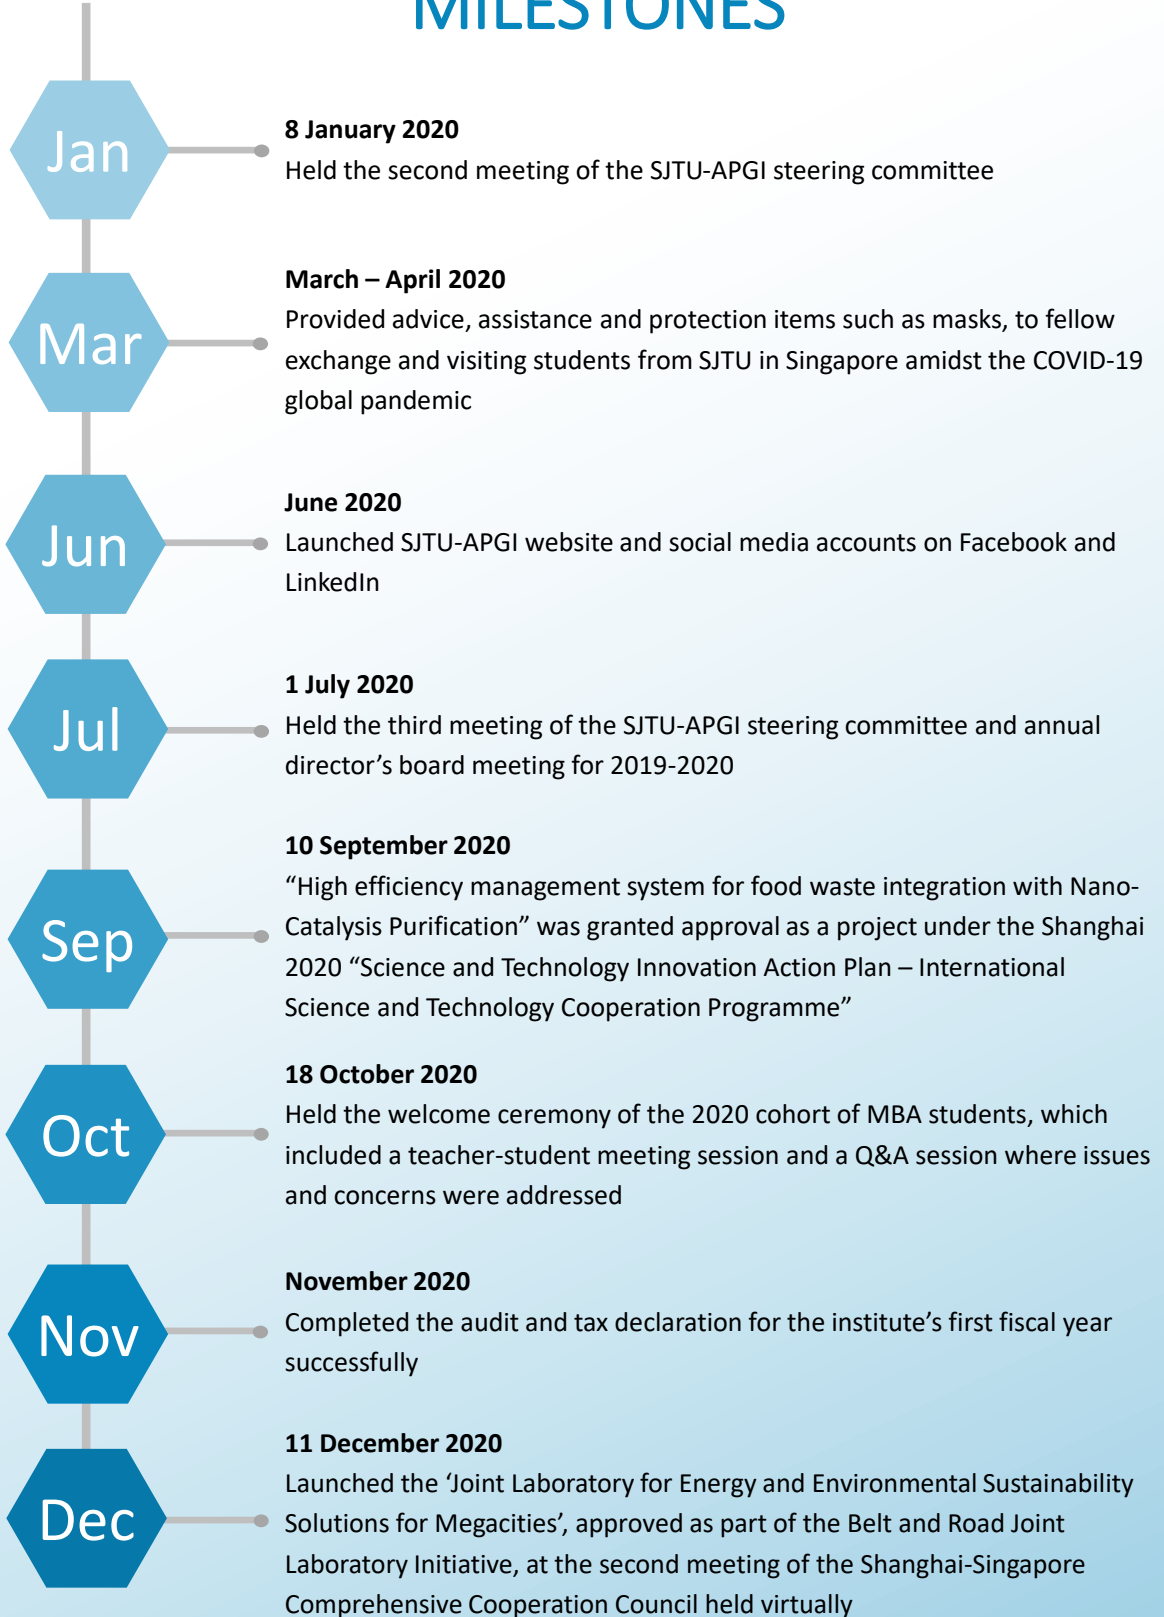 MILESTONES
Jan
8 January 2020
Held the second meeting of the SJTU-APGI steering committee
Mar
March – April 2020
Provided advice, assistance and protection items such as masks, to fellow
exchange and visiting students from SJTU in Singapore amidst the COVID-19
global pandemic
Jun
June 2020
Launched SJTU-APGI website and social media accounts on Facebook and
LinkedIn
Jul
1 July 2020
Held the third meeting of the SJTU-APGI steering committee and annual
director’s board meeting for 2019-2020
Sep
10 September 2020
“High efficiency management system for food waste integration with Nano-
Catalysis Purification” was granted approval as a project under the Shanghai
2020 “Science and Technology Innovation Action Plan – International
Science and Technology Cooperation Programme”
Oct
18 October 2020
Held the welcome ceremony of the 2020 cohort of MBA students, which
included a teacher-student meeting session and a Q&A session where issues
and concerns were addressed
Nov
November 2020
Completed the audit and tax declaration for the institute’s first fiscal year
successfully
Dec
11 December 2020
Launched the ‘Joint Laboratory for Energy and Environmental Sustainability
Solutions for Megacities’, approved as part of the Belt and Road Joint
Laboratory Initiative, at the second meeting of the Shanghai-Singapore
Comprehensive Cooperation Council held virtually